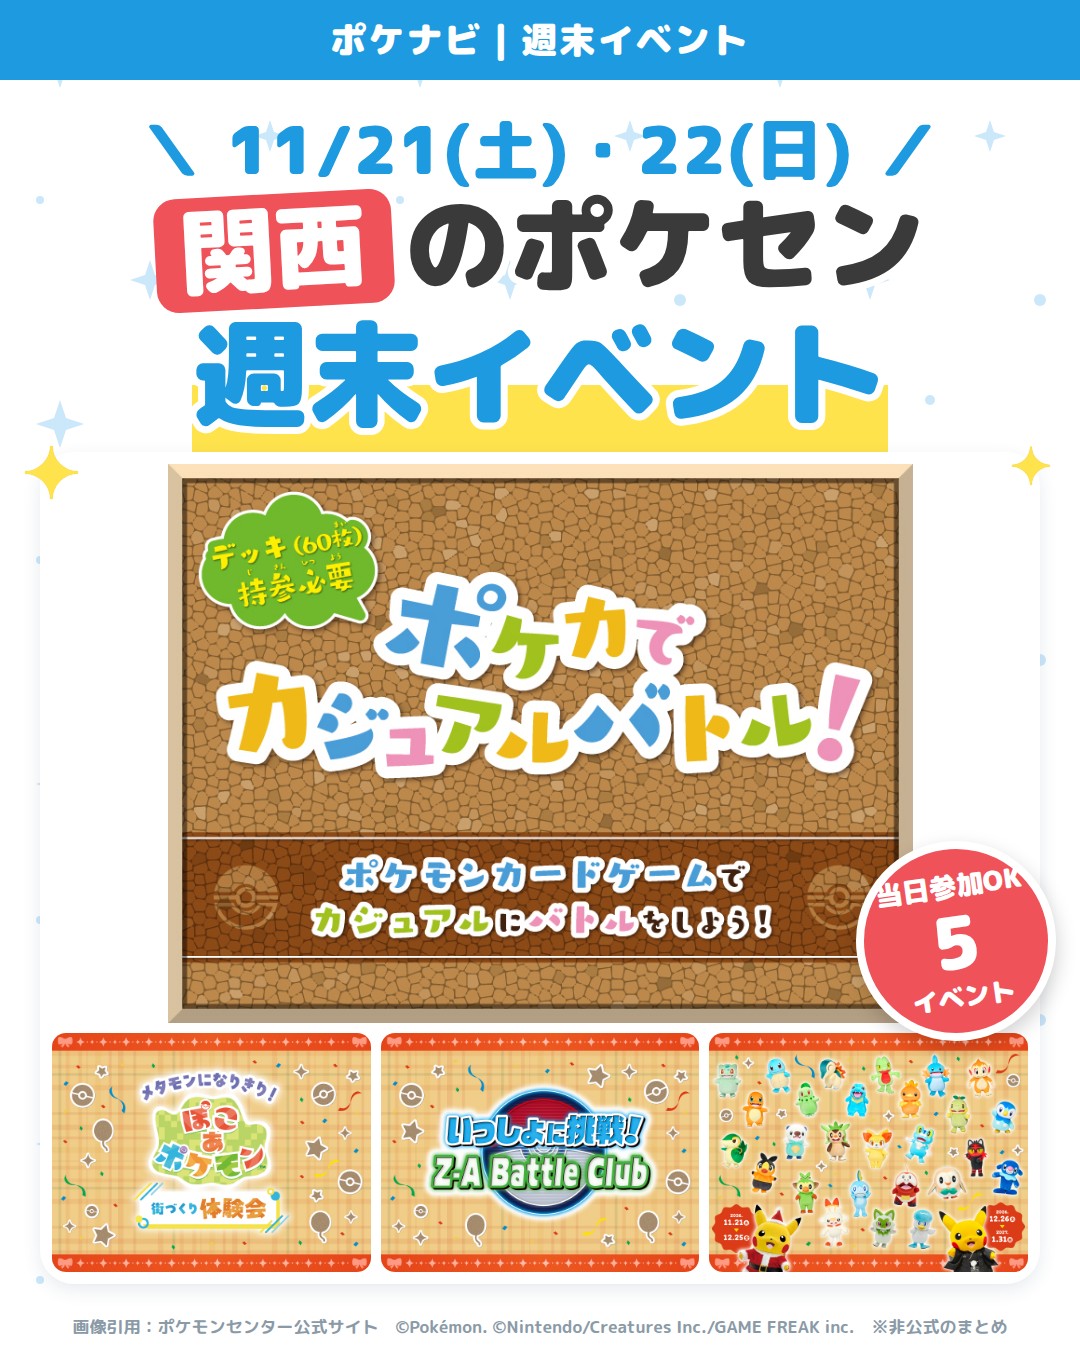 ポケナビ | 週末イベント
＼ 11/21(土)・22(日) ／
関西のポケセン
週末イベント
デッキ(60枚)
持参必要
ポケカで
カジュアルバトル!
ポケモンカードゲームで
カジュアルにバトルをしよう!
当日参加OK
5
イベント
メタモンになりきり!
ぽこ
あ
ポケモン
街づくり体験会
いっしょに挑戦!
Z-A Battle Club
2026.
11.21
12.25
2026.
12.26
2027.
1.31
画像引用：ポケモンセンター公式サイト ©Pokémon. ©Nintendo/Creatures Inc./GAME FREAK inc. ※非公式のまとめ